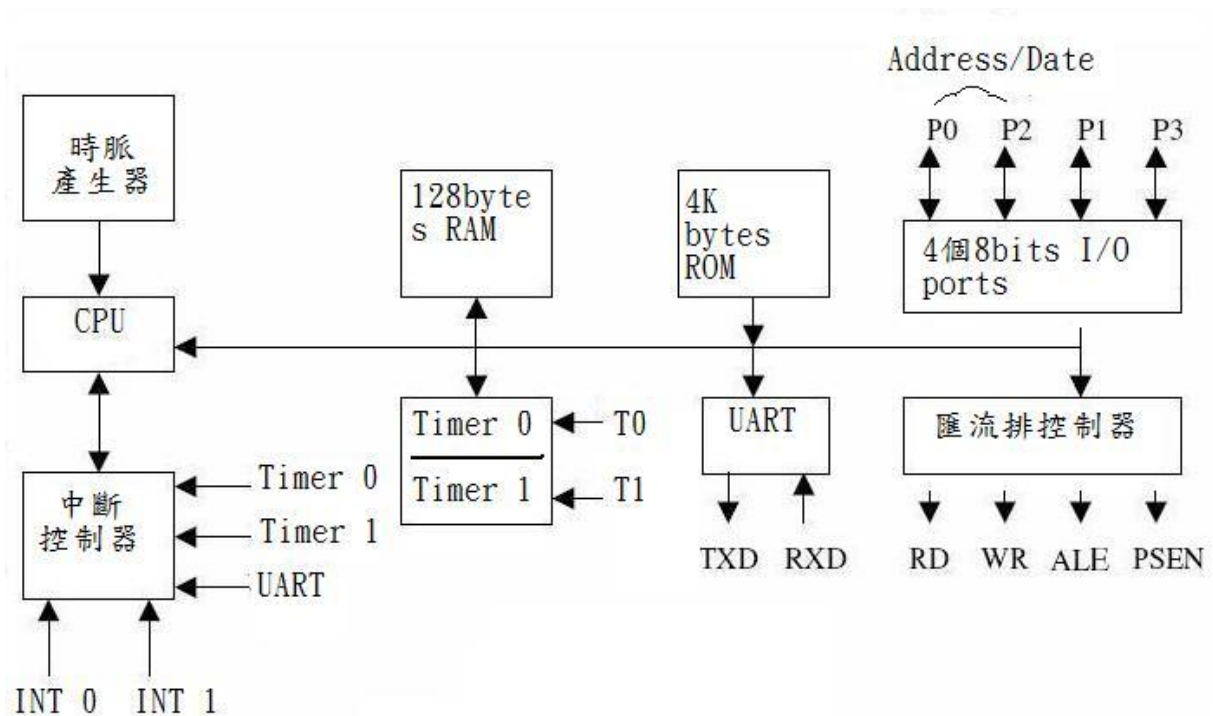 Address/Date
P0 P2 P1 P3
時脈
產生器
128byte
s RAM
4K
bytes
ROM
4個8bits I/O
ports
CPU
Timer 0
T0
Timer 1
T1
UART
匯流排控制器
中斷
控制器
Timer 0
Timer 1
UART
TXD RXD
RD WR ALE PSEN
INT 0 INT 1